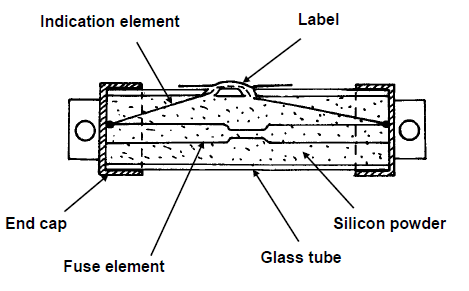 Indication element
Label
End cap
Silicon powder
Glass tube
Fuse element